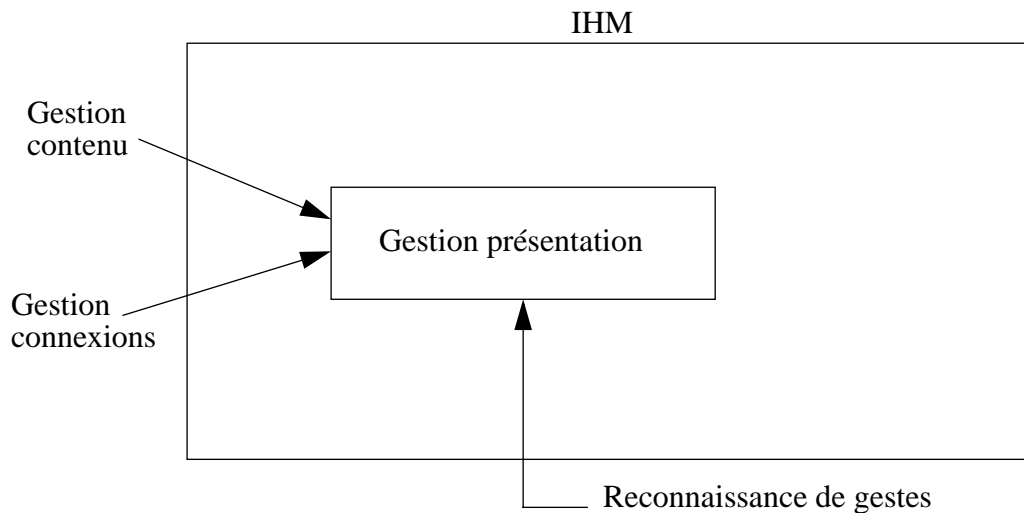 IHM
Gestion
contenu
Gestion présentation
Gestion
connexions
Reconnaissance de gestes